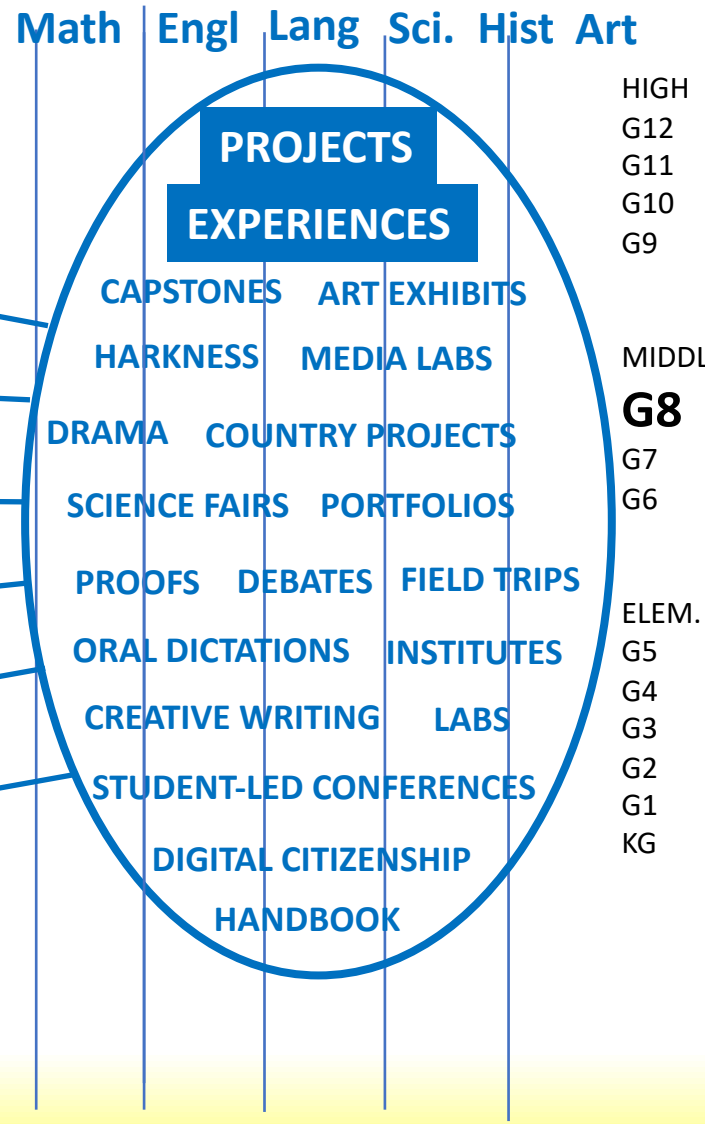 Math Engl Lang Sci. Hist Art
PROJECTS
EXPERIENCES
CAPSTONES ART EXHIBITS
HARKNESS MEDIA LABS
DRAMA COUNTRY PROJECTS
SCIENCE FAIRS PORTFOLIOS
PROOFS DEBATES FIELD TRIPS
ORAL DICTATIONS INSTITUTES
CREATIVE WRITING LABS
STUDENT-LED CONFERENCES
DIGITAL CITIZENSHIP
HANDBOOK
HIGH
G12
G11
G10
G9
MIDDL
G8
G7
G6
ELEM.
G5
G4
G3
G2
G1
KG